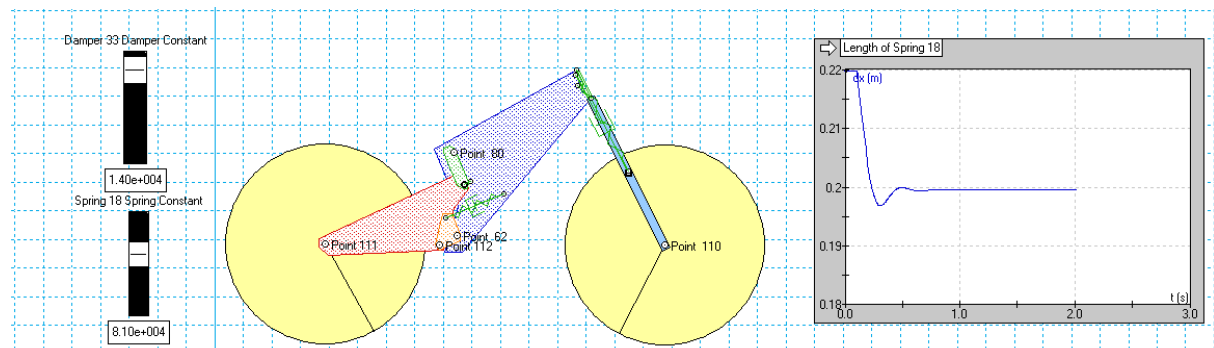 Damper 33 Damper Constant
1.40e+004
Spring 18 Spring Constant
8.10e+004
Point 80
Point 111
Point 62
Point 112
Point 110
Length of Spring 18
0.22
dx (m)
0.21
0.2
0.19
0.18
t (s)
0.0
1.0
2.0
3.0